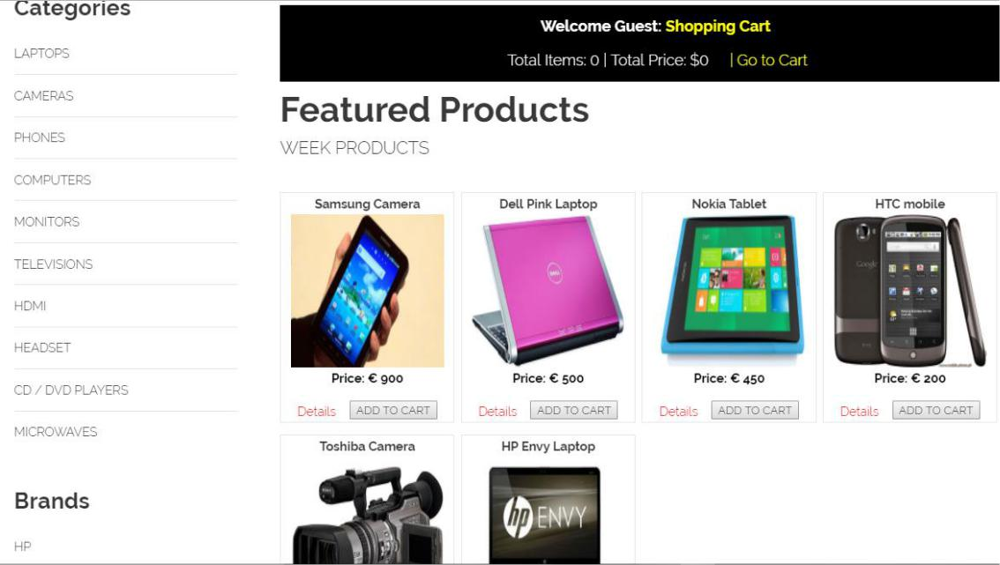 Categories
LAPTOPS
CAMERAS
PHONES
COMPUTERS
MONITORS
TELEVISIONS
HDMI
HEADSET
CD / DVD PLAYERS
MICROWAVES
Brands
HP
Welcome Guest: Shopping Cart
Total Items: 0 | Total Price: $0 | Go to Cart
Featured Products
WEEK PRODUCTS
Samsung Camera
Price: € 900
Details ADD TO CART
Dell Pink Laptop
DELL
Price: € 500
Details ADD TO CART
Nokia Tablet
Price: € 450
Details ADD TO CART
HTC mobile
Google
Price: € 200
Details ADD TO CART
Toshiba Camera
HP Envy Laptop
hp ENVY